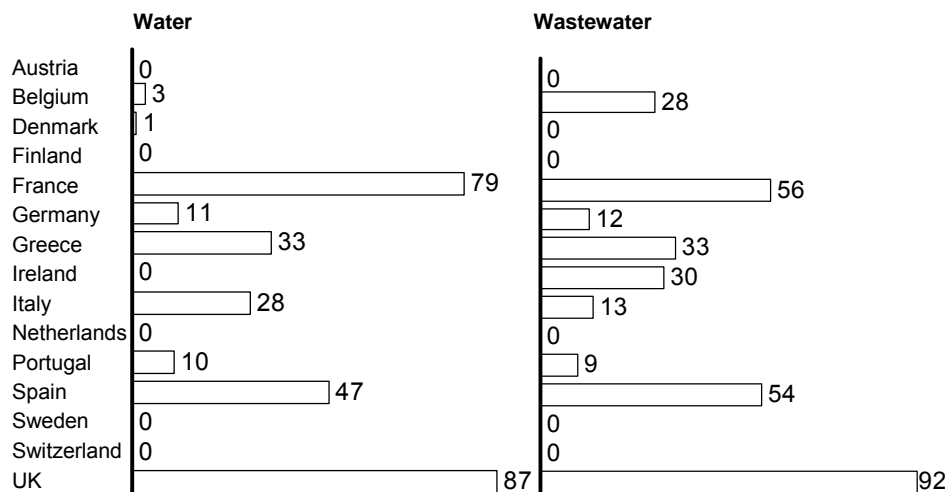 Water Wastewater
Austria 0 0
Belgium 3 28
Denmark 1 0
Finland 0 0
France 79 56
Germany 11 12
Greece 33 33
Ireland 0 30
Italy 28 13
Netherlands 0 0
Portugal 10 9
Spain 47 54
Sweden 0 0
Switzerland 0 0
UK 87 92